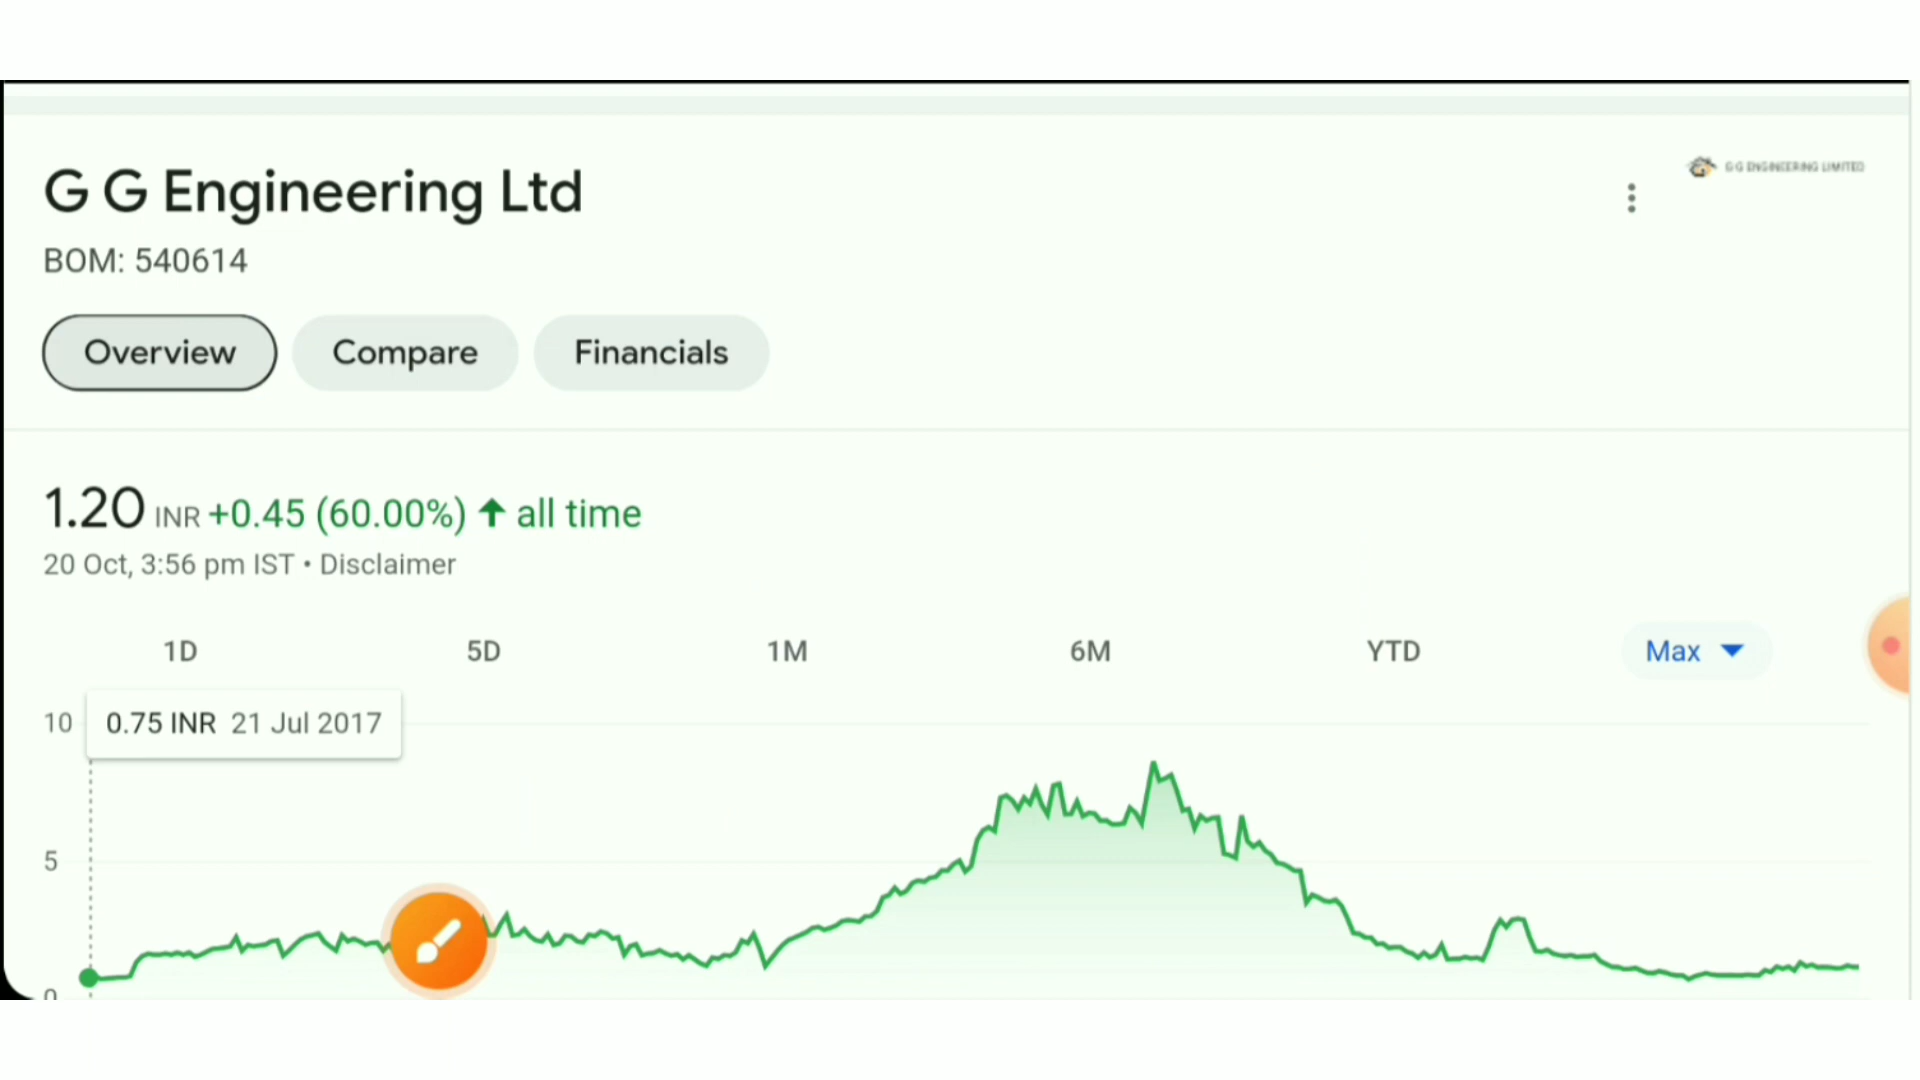 G G ENGINEERING LIMITED
G G Engineering Ltd
BOM: 540614
Overview Compare Financials
1.20 INR +0.45 (60.00%) ↑ all time
20 Oct, 3:56 pm IST • Disclaimer
1D 5D 1M 6M YTD Max
10 0.75 INR 21 Jul 2017
5
0